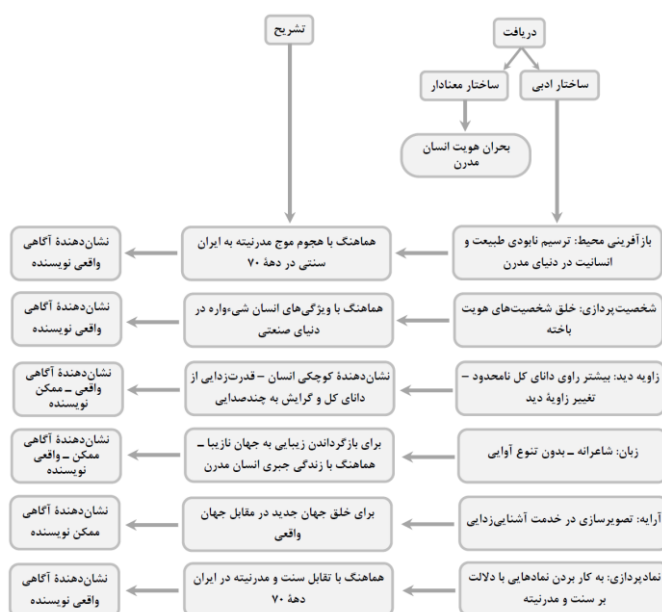 تشریح
دریافت
ساختار معنادار
ساختار ادبی
بحران هویت انسان
مدرن
بازآفرینی محیط: ترسیم نابودی طبیعت و
انسانیت در دنیای مدرن
هماهنگ با هجوم موج مدرنیته به ایران
سنتی در دههٔ ۷۰
نشان‌دهندهٔ آگاهی
واقعی نویسنده
شخصیت‌پردازی: خلق شخصیت‌های هویت
باخته
هماهنگ با ویژگی‌های انسان شیءواره در
دنیای صنعتی
نشان‌دهندهٔ آگاهی
واقعی نویسنده
زاویه دید: بیشتر راوی دانای کل نامحدود –
تغییر زاویهٔ دید
نشان‌دهندهٔ کوچکی انسان – قدرت‌زدایی از
دانای کل و گرایش به چندصدایی
نشان‌دهندهٔ آگاهی
واقعی – ممکن
نویسنده
زبان: شاعرانه – بدون تنوع آوایی
برای بازگرداندن زیبایی به جهان نازیبا –
هماهنگ با زندگی جبری انسان مدرن
نشان‌دهندهٔ آگاهی
ممکن – واقعی
نویسنده
آرایه: تصویرسازی در خدمت آشنایی‌زدایی
برای خلق جهان جدید در مقابل جهان
واقعی
نشان‌دهندهٔ آگاهی
ممکن نویسنده
نمادپردازی: به کار بردن نمادهایی با دلالت
بر سنت و مدرنیته
هماهنگ با تقابل سنت و مدرنیته در ایران
دههٔ ۷۰
نشان‌دهندهٔ آگاهی
واقعی نویسنده